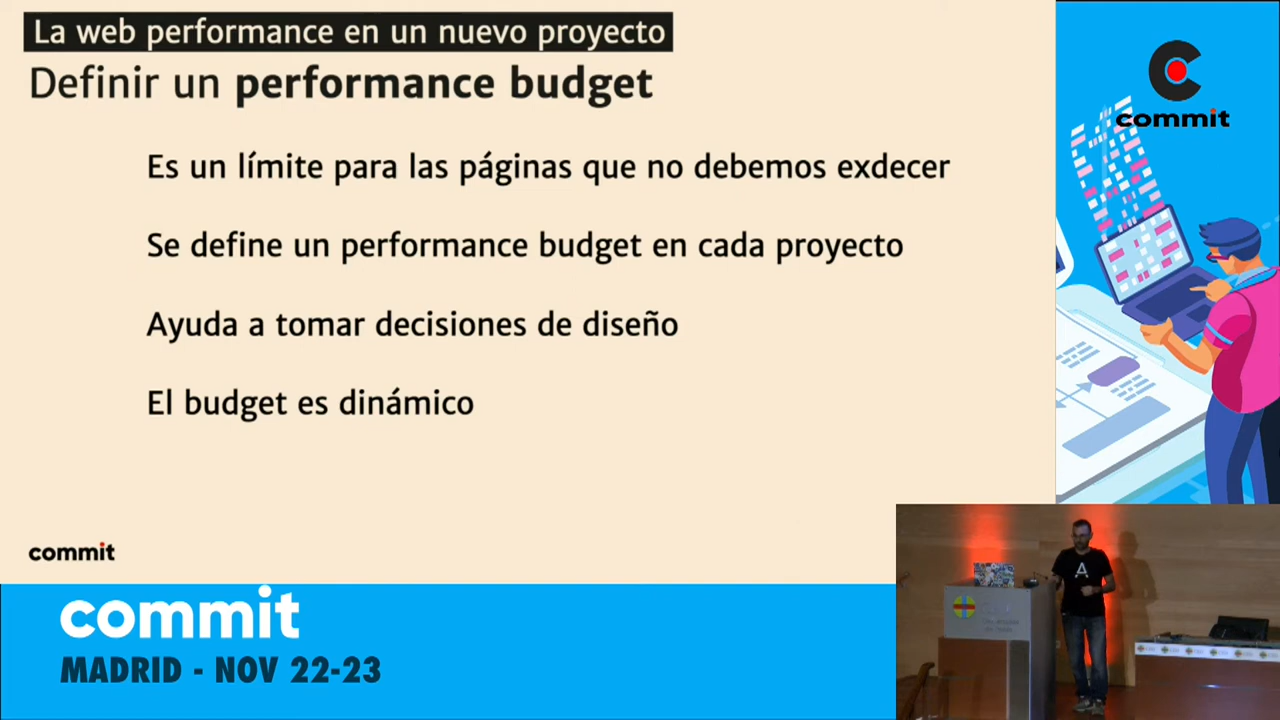 La web performance en un nuevo proyecto
Definir un performance budget
Es un límite para las páginas que no debemos exdecer
Se define un performance budget en cada proyecto
Ayuda a tomar decisiones de diseño
El budget es dinámico
commit
commit
commit
MADRID - NOV 22-23
A